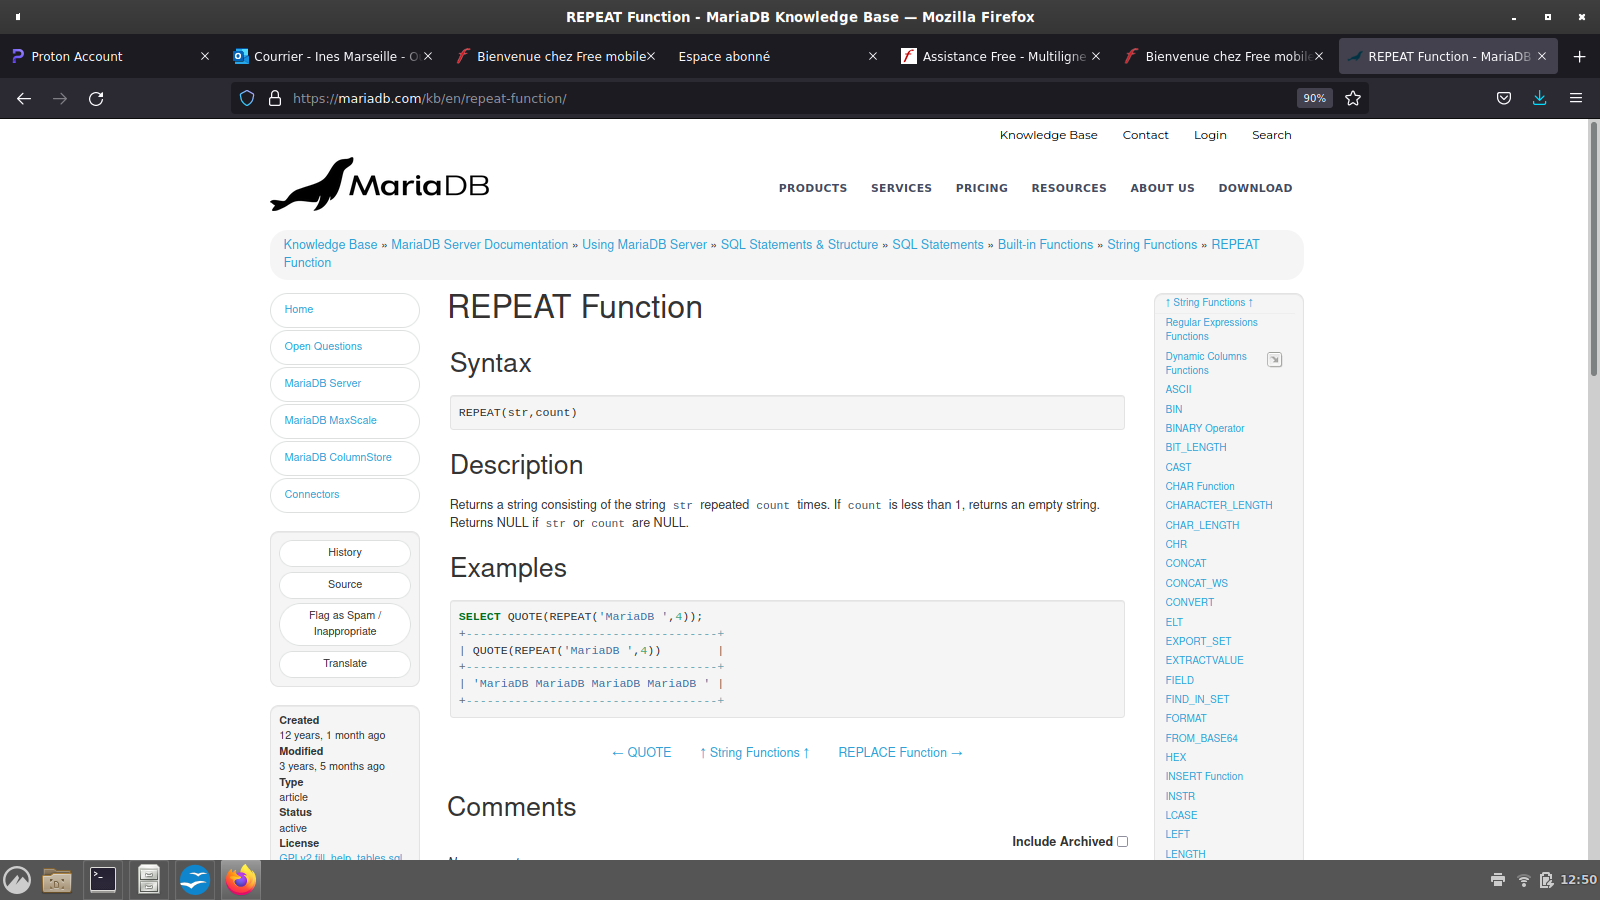 REPEAT Function - MariaDB Knowledge Base — Mozilla Firefox
Proton Account
Courrier - Ines Marseille - O
Bienvenue chez Free mobile
Espace abonné
Assistance Free - Multiligne
Bienvenue chez Free mobile
REPEAT Function - MariaDB
https://mariadb.com/kb/en/repeat-function/
90%
Knowledge Base Contact Login Search
MariaDB
PRODUCTS SERVICES PRICING RESOURCES ABOUT US DOWNLOAD
Knowledge Base » MariaDB Server Documentation » Using MariaDB Server » SQL Statements & Structure » SQL Statements » Built-in Functions » String Functions » REPEAT
Function
Home
Open Questions
MariaDB Server
MariaDB MaxScale
MariaDB ColumnStore
Connectors
History
Source
Flag as Spam /
Inappropriate
Translate
Created
12 years, 1 month ago
Modified
3 years, 5 months ago
Type
article
Status
active
License
GPLv2 fill_help_tables.sql
REPEAT Function
Syntax
REPEAT(str,count)
Description
Returns a string consisting of the string str repeated count times. If count is less than 1, returns an empty string.
Returns NULL if str or count are NULL.
Examples
SELECT QUOTE(REPEAT('MariaDB ',4));
+------------------------------------+
| QUOTE(REPEAT('MariaDB ',4))        |
+------------------------------------+
| 'MariaDB MariaDB MariaDB MariaDB ' |
+------------------------------------+
← QUOTE ↑ String Functions ↑ REPLACE Function →
Comments
Include Archived
↑ String Functions ↑
Regular Expressions
Functions
Dynamic Columns
Functions
ASCII
BIN
BINARY Operator
BIT_LENGTH
CAST
CHAR Function
CHARACTER_LENGTH
CHAR_LENGTH
CHR
CONCAT
CONCAT_WS
CONVERT
ELT
EXPORT_SET
EXTRACTVALUE
FIELD
FIND_IN_SET
FORMAT
FROM_BASE64
HEX
INSERT Function
INSTR
LCASE
LEFT
LENGTH
12:50